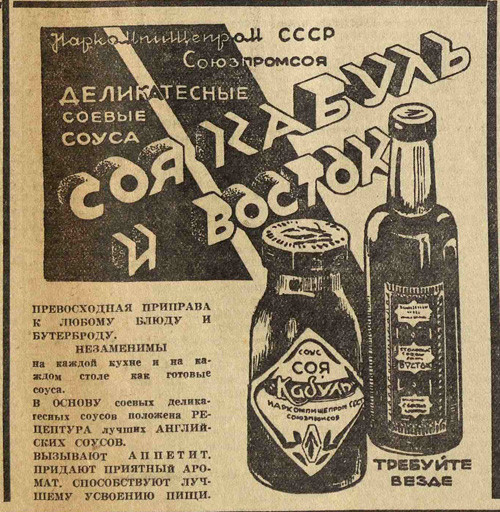 НаркомПиЩепроМ СССР
Союзпромсоя
ДЕЛИКАТЕСНЫЕ
СОЕВЫЕ
СОУСА
СОЯ КАБУЛЬ
И ВОСТОК
ПРЕВОСХОДНАЯ ПРИПРАВА
К ЛЮБОМУ БЛЮДУ И
БУТЕРБРОДУ.
НЕЗАМЕНИМЫ
на каждой кухне и на ка-
ждом столе как готовые
соуса.
В ОСНОВУ соевых делика-
тесных соусов положена РЕ-
ЦЕПТУРА лучших АНГЛИЙ-
СКИХ СОУСОВ.
ВЫЗЫВАЮТ АППЕТИТ.
ПРИДАЮТ ПРИЯТНЫЙ АРО-
МАТ. СПОСОБСТВУЮТ ЛУЧ-
ШЕМУ УСВОЕНИЮ ПИЩИ.
СОУС
СОЯ
Кабуль
НАРКОМПИЩЕПРОМ СССР
СОЮЗПРОМСОЯ
ВОСТОК
ТРЕБУЙТЕ
ВЕЗДЕ